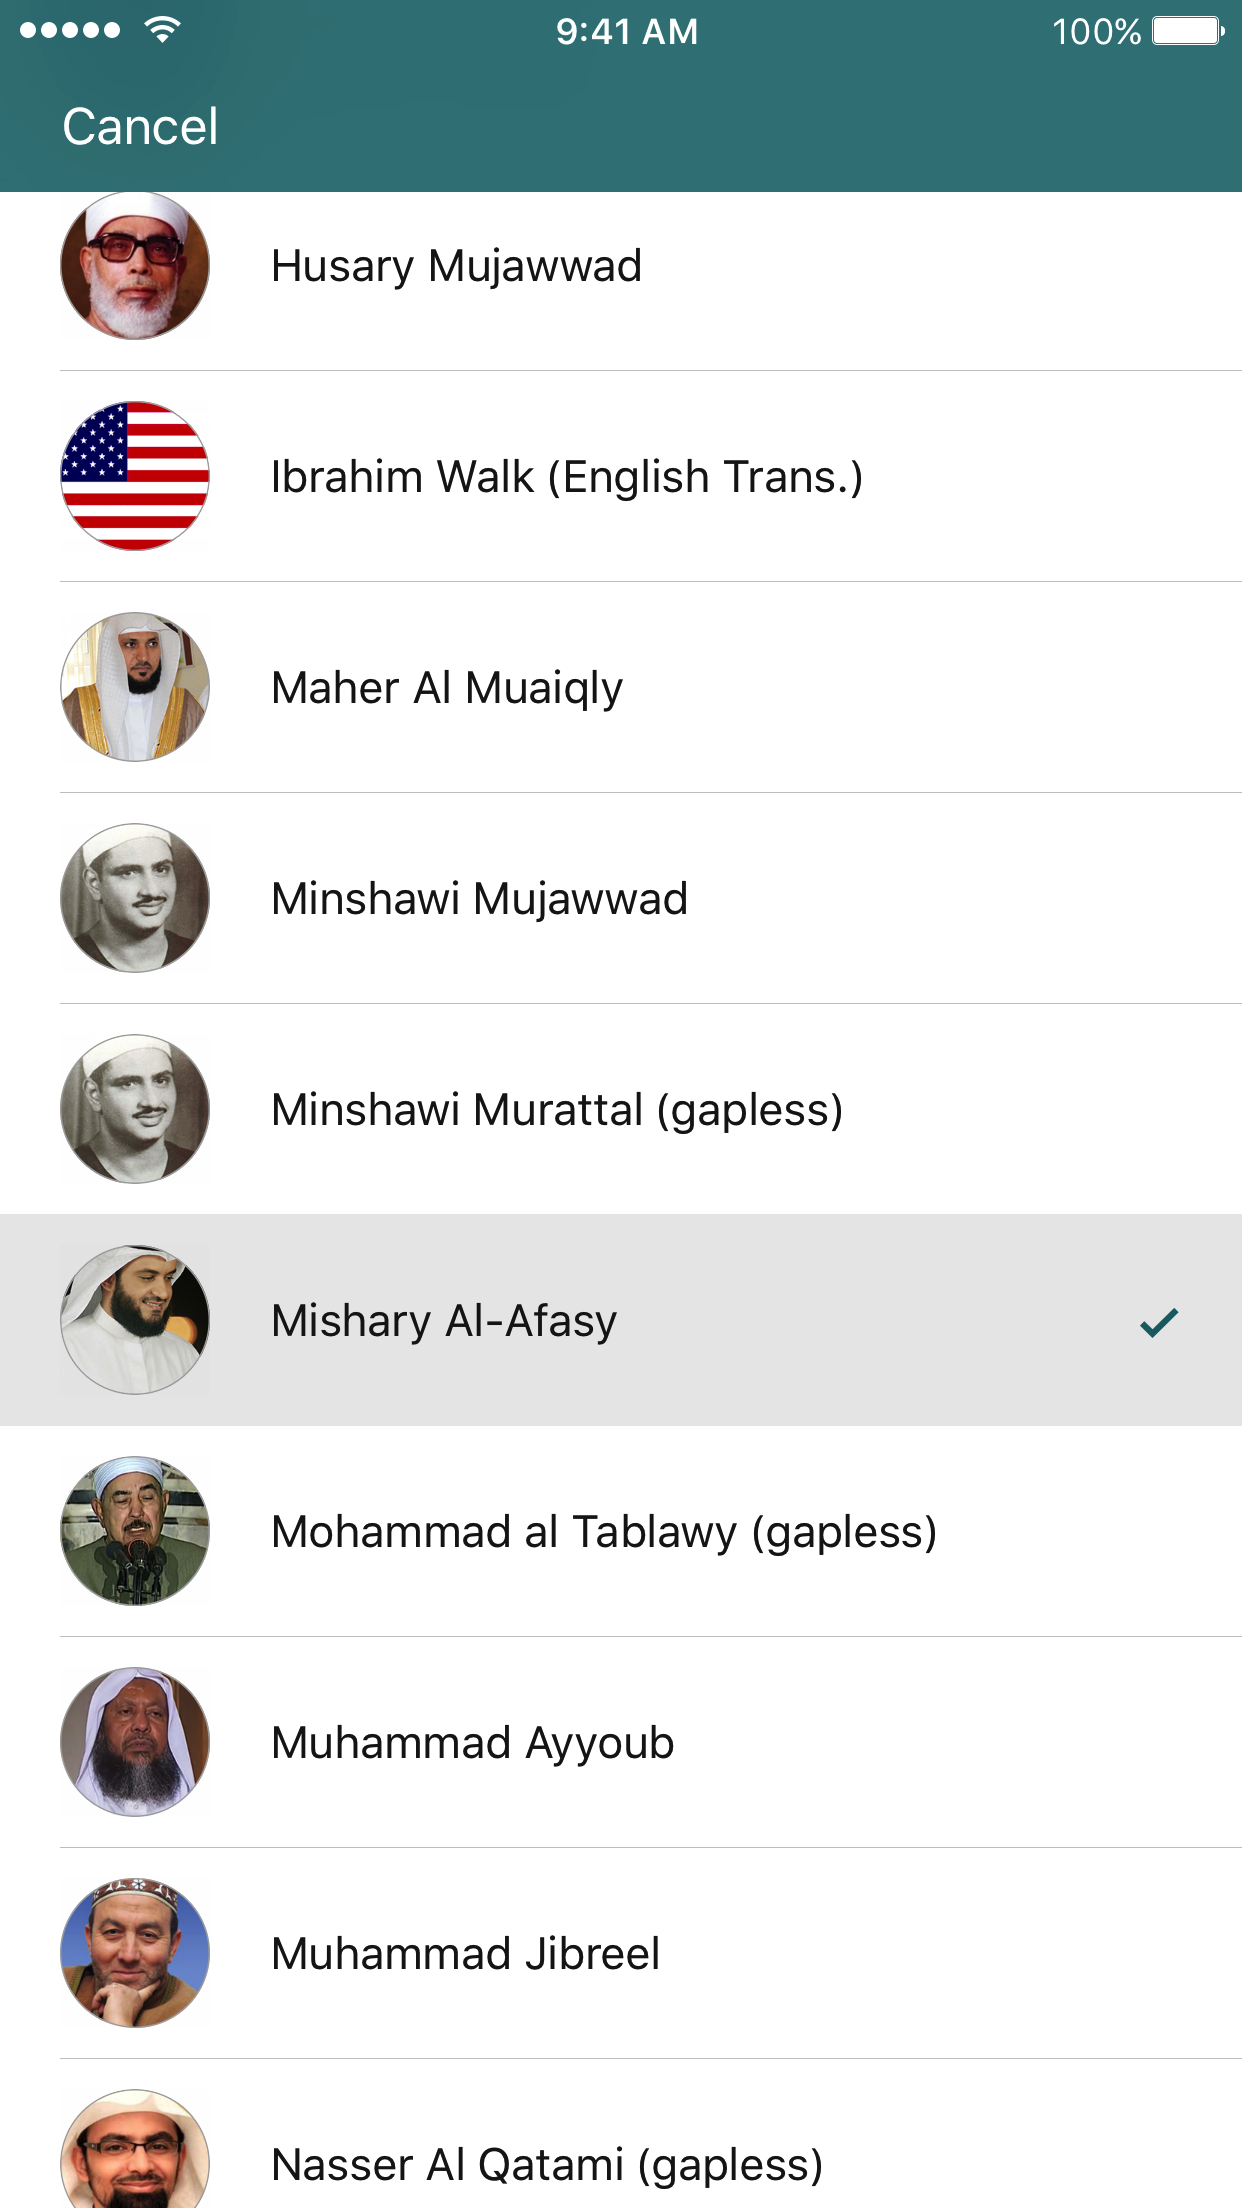 9:41 AM 100%
Cancel
Husary Mujawwad
Ibrahim Walk (English Trans.)
Maher Al Muaiqly
Minshawi Mujawwad
Minshawi Murattal (gapless)
Mishary Al-Afasy
Mohammad al Tablawy (gapless)
Muhammad Ayyoub
Muhammad Jibreel
Nasser Al Qatami (gapless)